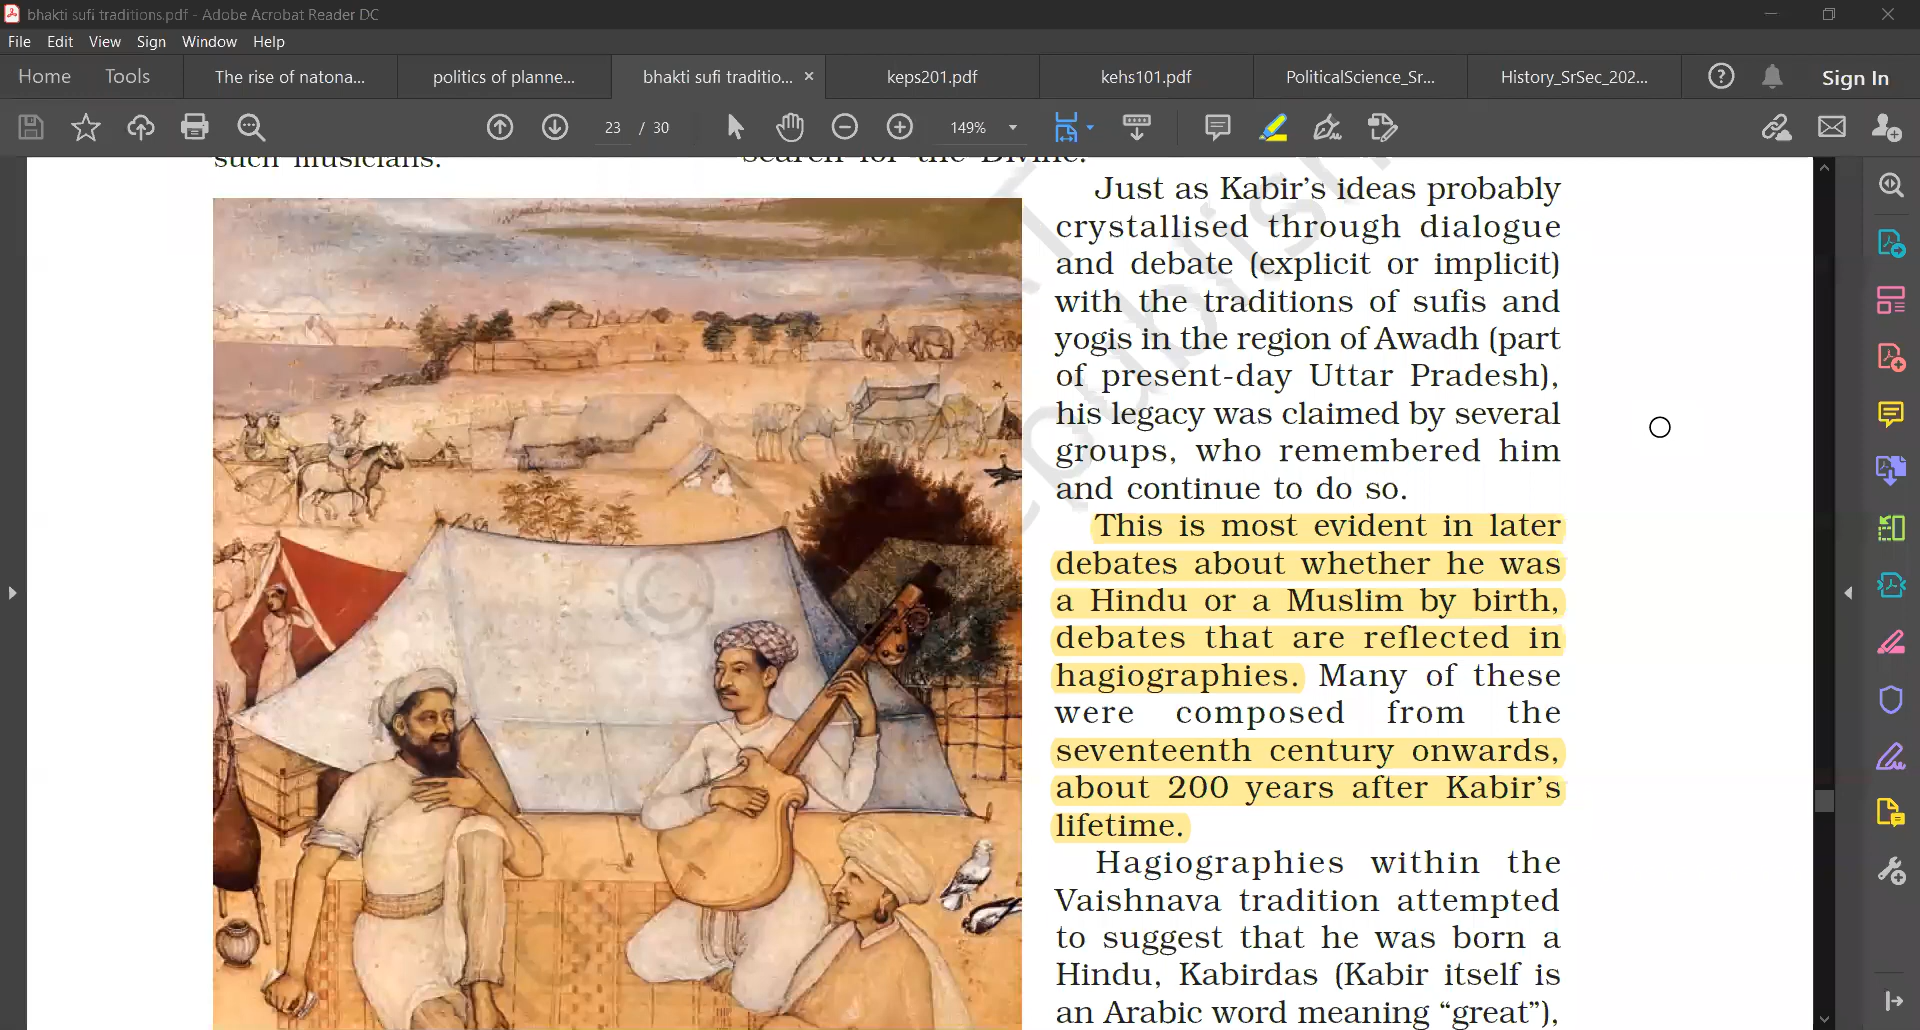 bhakti sufi traditions.pdf - Adobe Acrobat Reader DC
File Edit View Sign Window Help
Home Tools The rise of natona... politics of planne... bhakti sufi traditio... × keps201.pdf kehs101.pdf PoliticalScience_Sr... History_SrSec_202... Sign In
23 / 30 149%
such musicians.
search for the Divine.
Just as Kabir’s ideas probably
crystallised through dialogue
and debate (explicit or implicit)
with the traditions of sufis and
yogis in the region of Awadh (part
of present-day Uttar Pradesh),
his legacy was claimed by several
groups, who remembered him
and continue to do so.
This is most evident in later
debates about whether he was
a Hindu or a Muslim by birth,
debates that are reflected in
hagiographies. Many of these
were composed from the
seventeenth century onwards,
about 200 years after Kabir’s
lifetime.
Hagiographies within the
Vaishnava tradition attempted
to suggest that he was born a
Hindu, Kabirdas (Kabir itself is
an Arabic word meaning “great”),